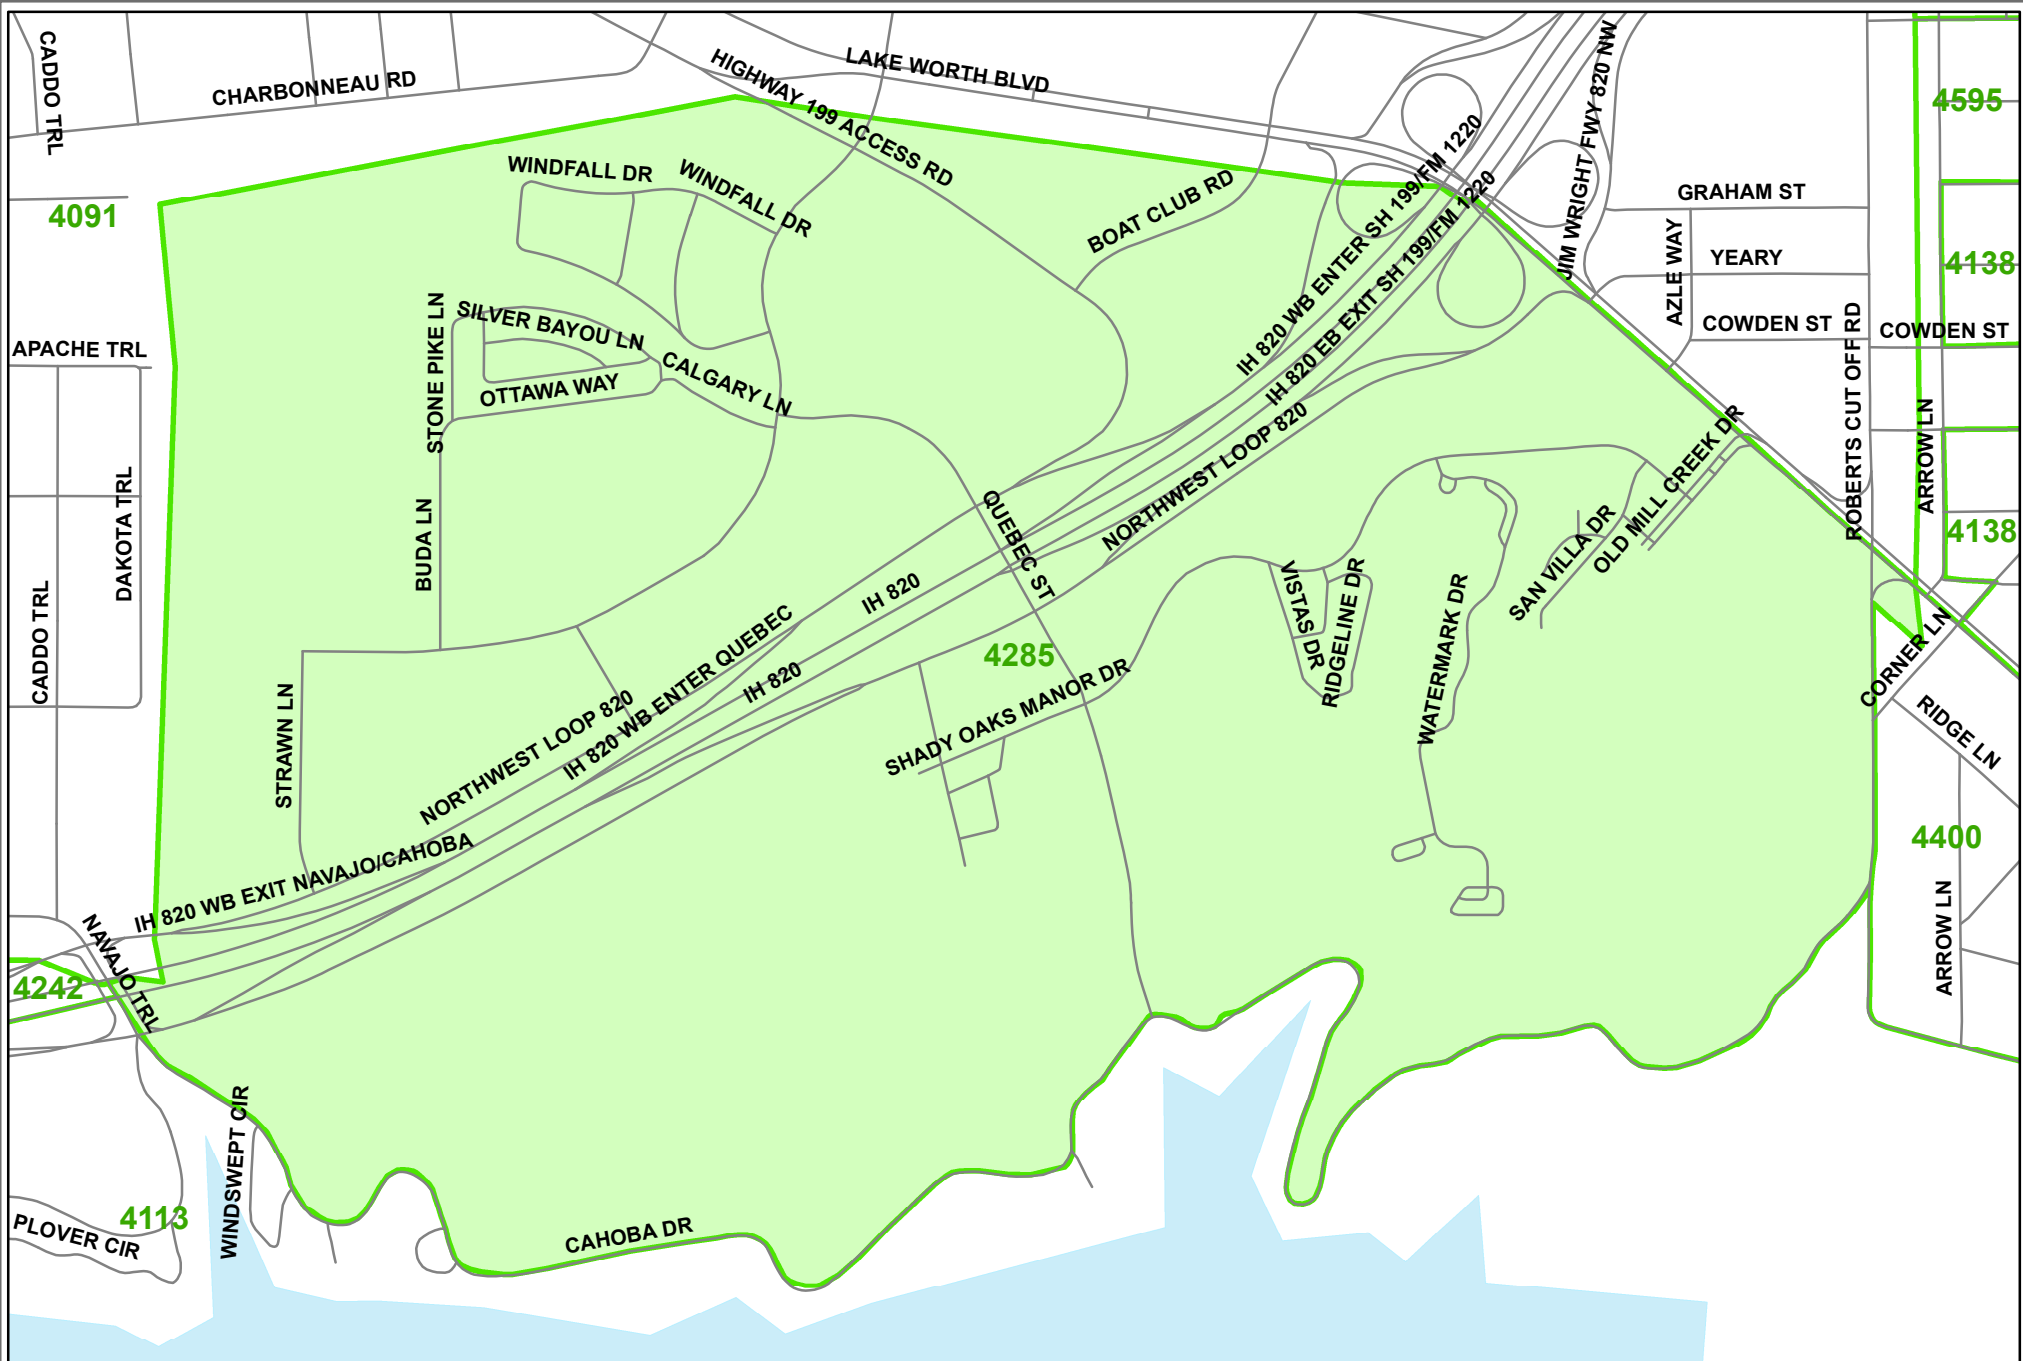 CADDO TRL
CHARBONNEAU RD
HIGHWAY 199 ACCESS RD
LAKE WORTH BLVD
JIM WRIGHT FWY 820 NW
4595
WINDFALL DR
WINDFALL DR
BOAT CLUB RD
IH 820 WB ENTER SH 199/FM 1220
IH 820 EB EXIT SH 199/FM 1220
GRAHAM ST
4091
AZLE WAY
YEARY
4138
STONE PIKE LN
SILVER BAYOU LN
COWDEN ST
COWDEN ST
APACHE TRL
OTTAWA WAY
CALGARY LN
ROBERTS CUT OFF RD
ARROW LN
NORTHWEST LOOP 820
OLD MILL CREEK DR
DAKOTA TRL
BUDA LN
QUEBEC ST
SAN VILLA DR
4138
IH 820
VISTAS DR
RIDGELINE DR
WATERMARK DR
CADDO TRL
4285
CORNER LN
STRAWN LN
NORTHWEST LOOP 820
IH 820 WB ENTER QUEBEC
IH 820
SHADY OAKS MANOR DR
RIDGE LN
IH 820 WB EXIT NAVAJO/CAHOBA
4400
NAVAJO TRL
ARROW LN
4242
WINDSWEPT CIR
4113
PLOVER CIR
CAHOBA DR